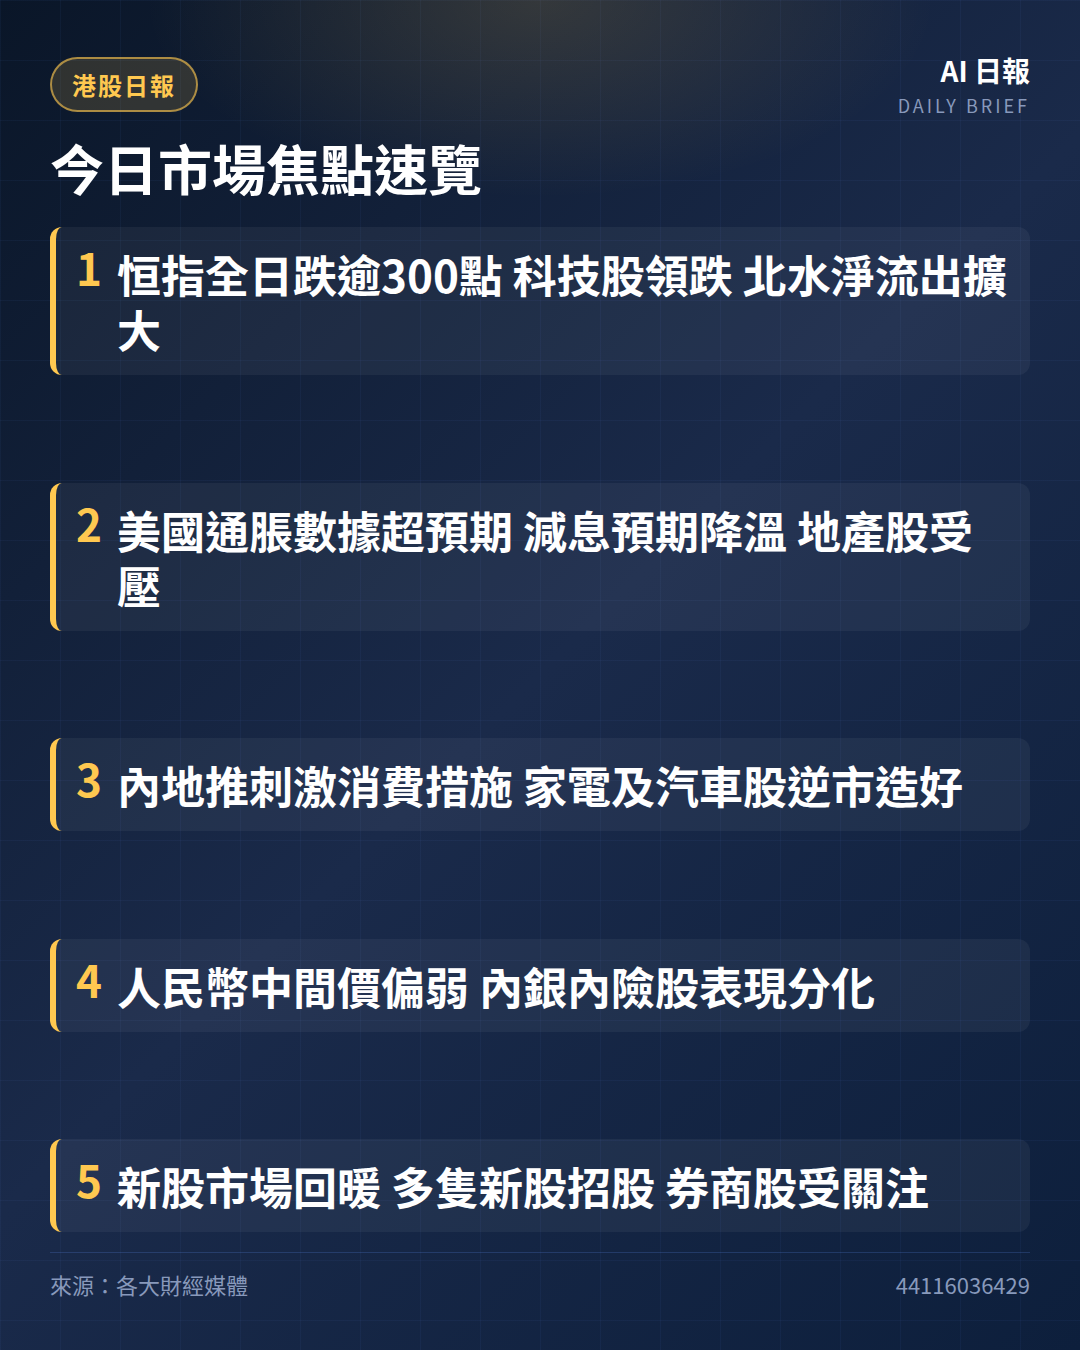 港股日報
AI 日報
DAILY BRIEF
今日市場焦點速覽
1 恒指全日跌逾300點 科技股領跌 北水淨流出擴
大
2 美國通脹數據超預期 減息預期降溫 地產股受
壓
3 內地推刺激消費措施 家電及汽車股逆市造好
4 人民幣中間價偏弱 內銀內險股表現分化
5 新股市場回暖 多隻新股招股 券商股受關注
來源：各大財經媒體
44116036429